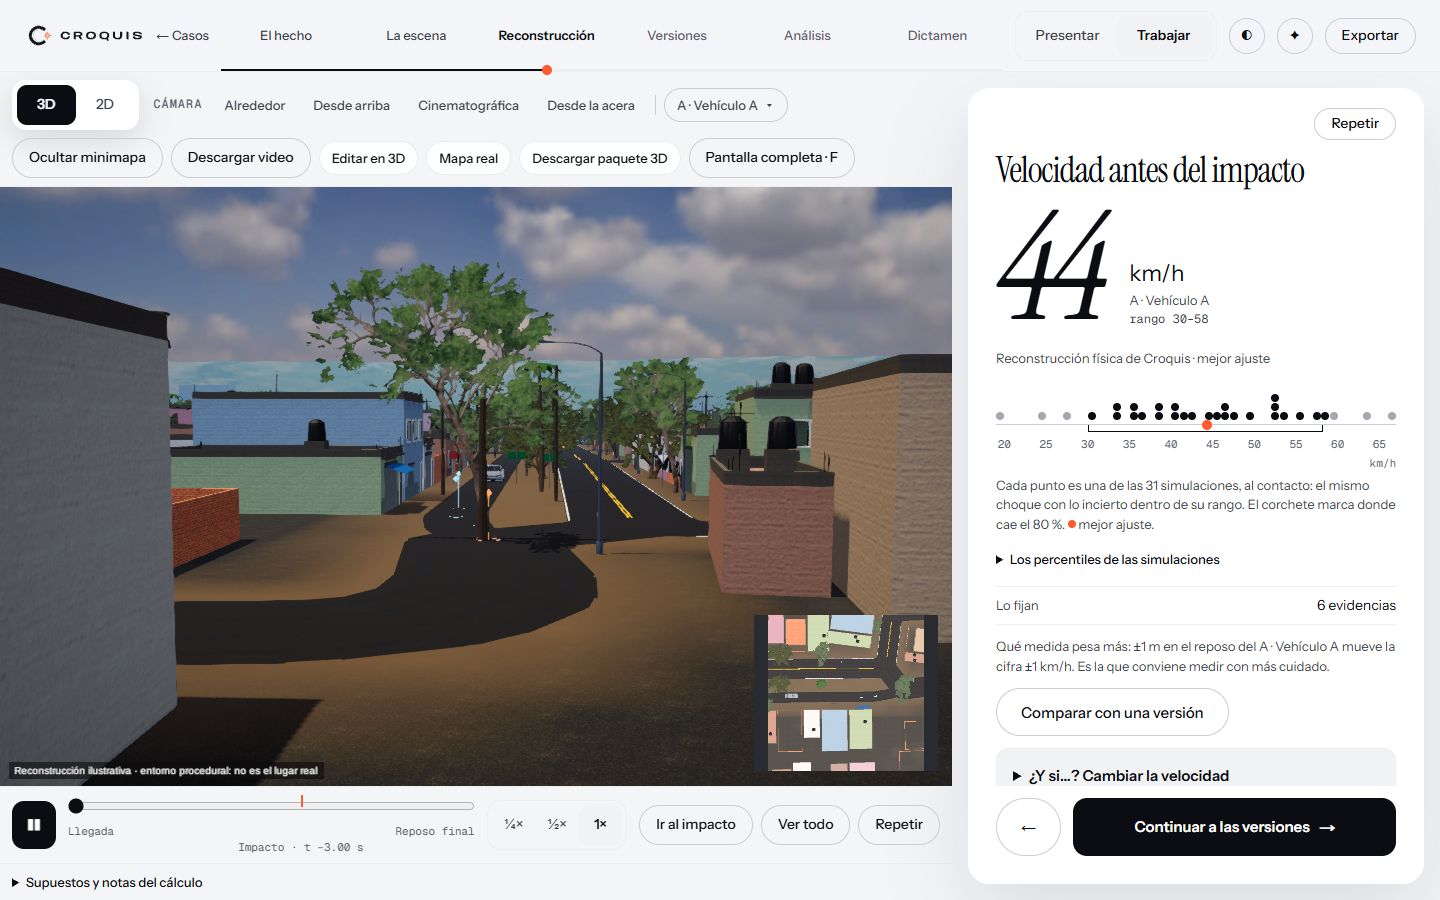 CROQUIS
← Casos
El hecho
La escena
Reconstrucción
Versiones
Análisis
Dictamen
Presentar
Trabajar
Exportar
3D
2D
CÁMARA
Alrededor
Desde arriba
Cinematográfica
Desde la acera
A · Vehículo A
Ocultar minimapa
Descargar video
Editar en 3D
Mapa real
Descargar paquete 3D
Pantalla completa · F
Reconstrucción ilustrativa · entorno procedural: no es el lugar real
Llegada
Reposo final
Impacto · t −3.00 s
¼×
½×
1×
Ir al impacto
Ver todo
Repetir
Supuestos y notas del cálculo
Repetir
Velocidad antes del impacto
44
km/h
A · Vehículo A
rango 30–58
Reconstrucción física de Croquis · mejor ajuste
20 25 30 35 40 45 50 55 60 65
km/h
Cada punto es una de las 31 simulaciones, al contacto: el mismo
choque con lo incierto dentro de su rango. El corchete marca donde
cae el 80 %. mejor ajuste.
Los percentiles de las simulaciones
Lo fijan
6 evidencias
Qué medida pesa más: ±1 m en el reposo del A · Vehículo A mueve la
cifra ±1 km/h. Es la que conviene medir con más cuidado.
Comparar con una versión
¿Y si…? Cambiar la velocidad
←
Continuar a las versiones →